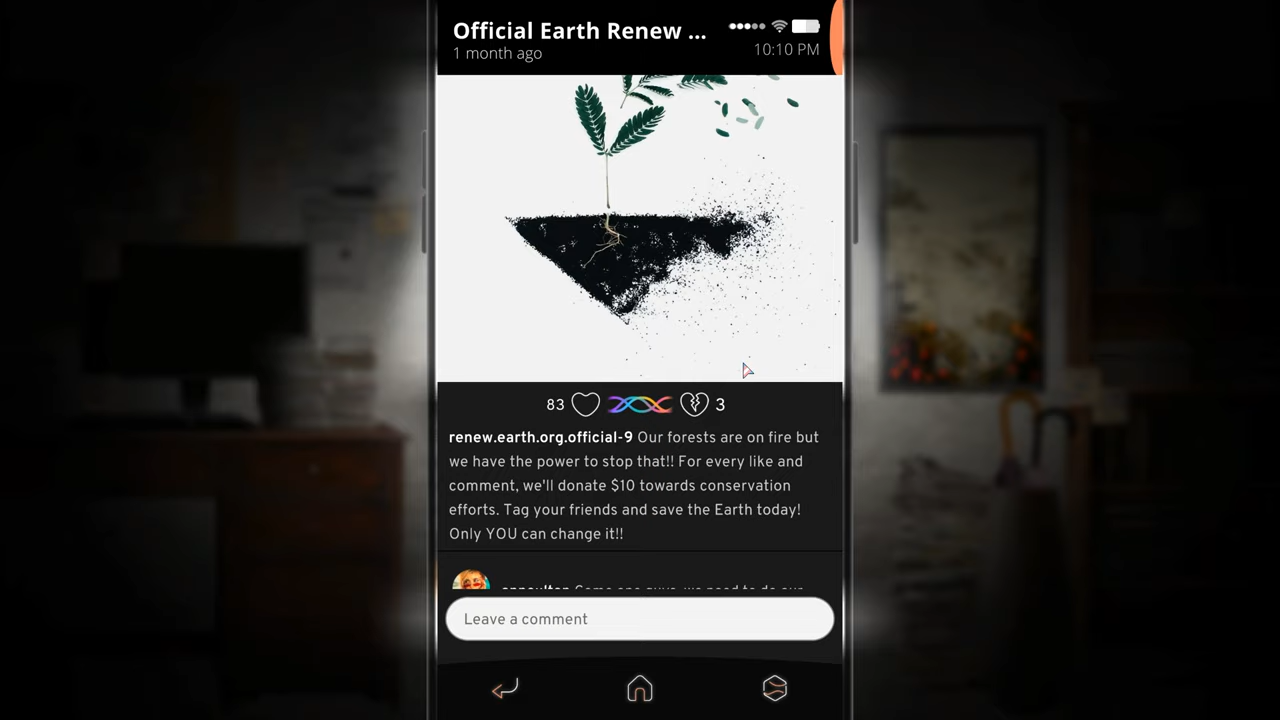 Official Earth Renew ...
1 month ago
10:10 PM
83
3
renew.earth.org.official-9 Our forests are on fire but
we have the power to stop that!! For every like and
comment, we'll donate $10 towards conservation
efforts. Tag your friends and save the Earth today!
Only YOU can change it!!
Leave a comment